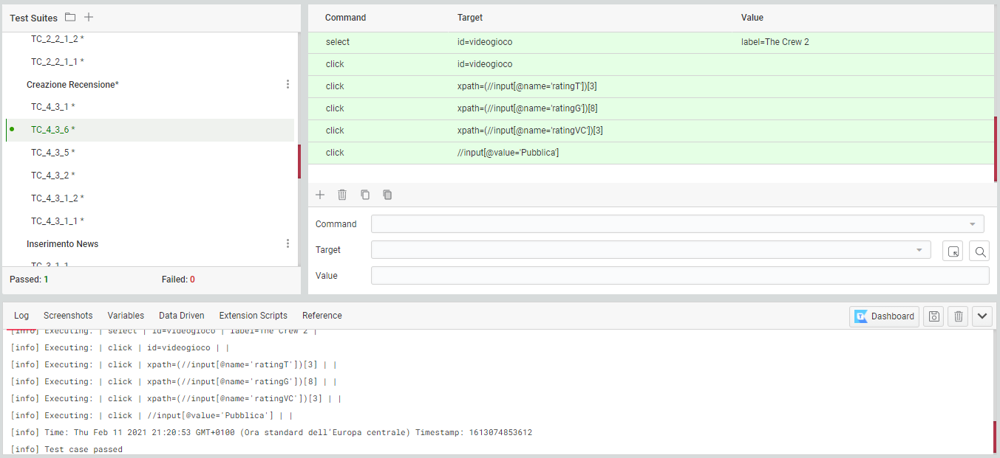 Test Suites
TC_2_2_1_2 *
TC_2_2_1_1 *
Creazione Recensione*
TC_4_3_1 *
TC_4_3_6 *
TC_4_3_5 *
TC_4_3_2 *
TC_4_3_1_2 *
TC_4_3_1_1 *
Inserimento News
TC_3_1_1
Passed: 1 Failed: 0
Command Target Value
select id=videogioco label=The Crew 2
click id=videogioco
click xpath=(//input[@name='ratingT'])[3]
click xpath=(//input[@name='ratingG'])[8]
click xpath=(//input[@name='ratingVC'])[3]
click //input[@value='Pubblica']
Command
Target
Value
Log Screenshots Variables Data Driven Extension Scripts Reference Dashboard
[info] Executing: | select | id=videogioco | label=The Crew 2 |
[info] Executing: | click | id=videogioco | |
[info] Executing: | click | xpath=(//input[@name='ratingT'])[3] | |
[info] Executing: | click | xpath=(//input[@name='ratingG'])[8] | |
[info] Executing: | click | xpath=(//input[@name='ratingVC'])[3] | |
[info] Executing: | click | //input[@value='Pubblica'] | |
[info] Time: Thu Feb 11 2021 21:20:53 GMT+0100 (Ora standard dell'Europa centrale) Timestamp: 1613074853612
[info] Test case passed